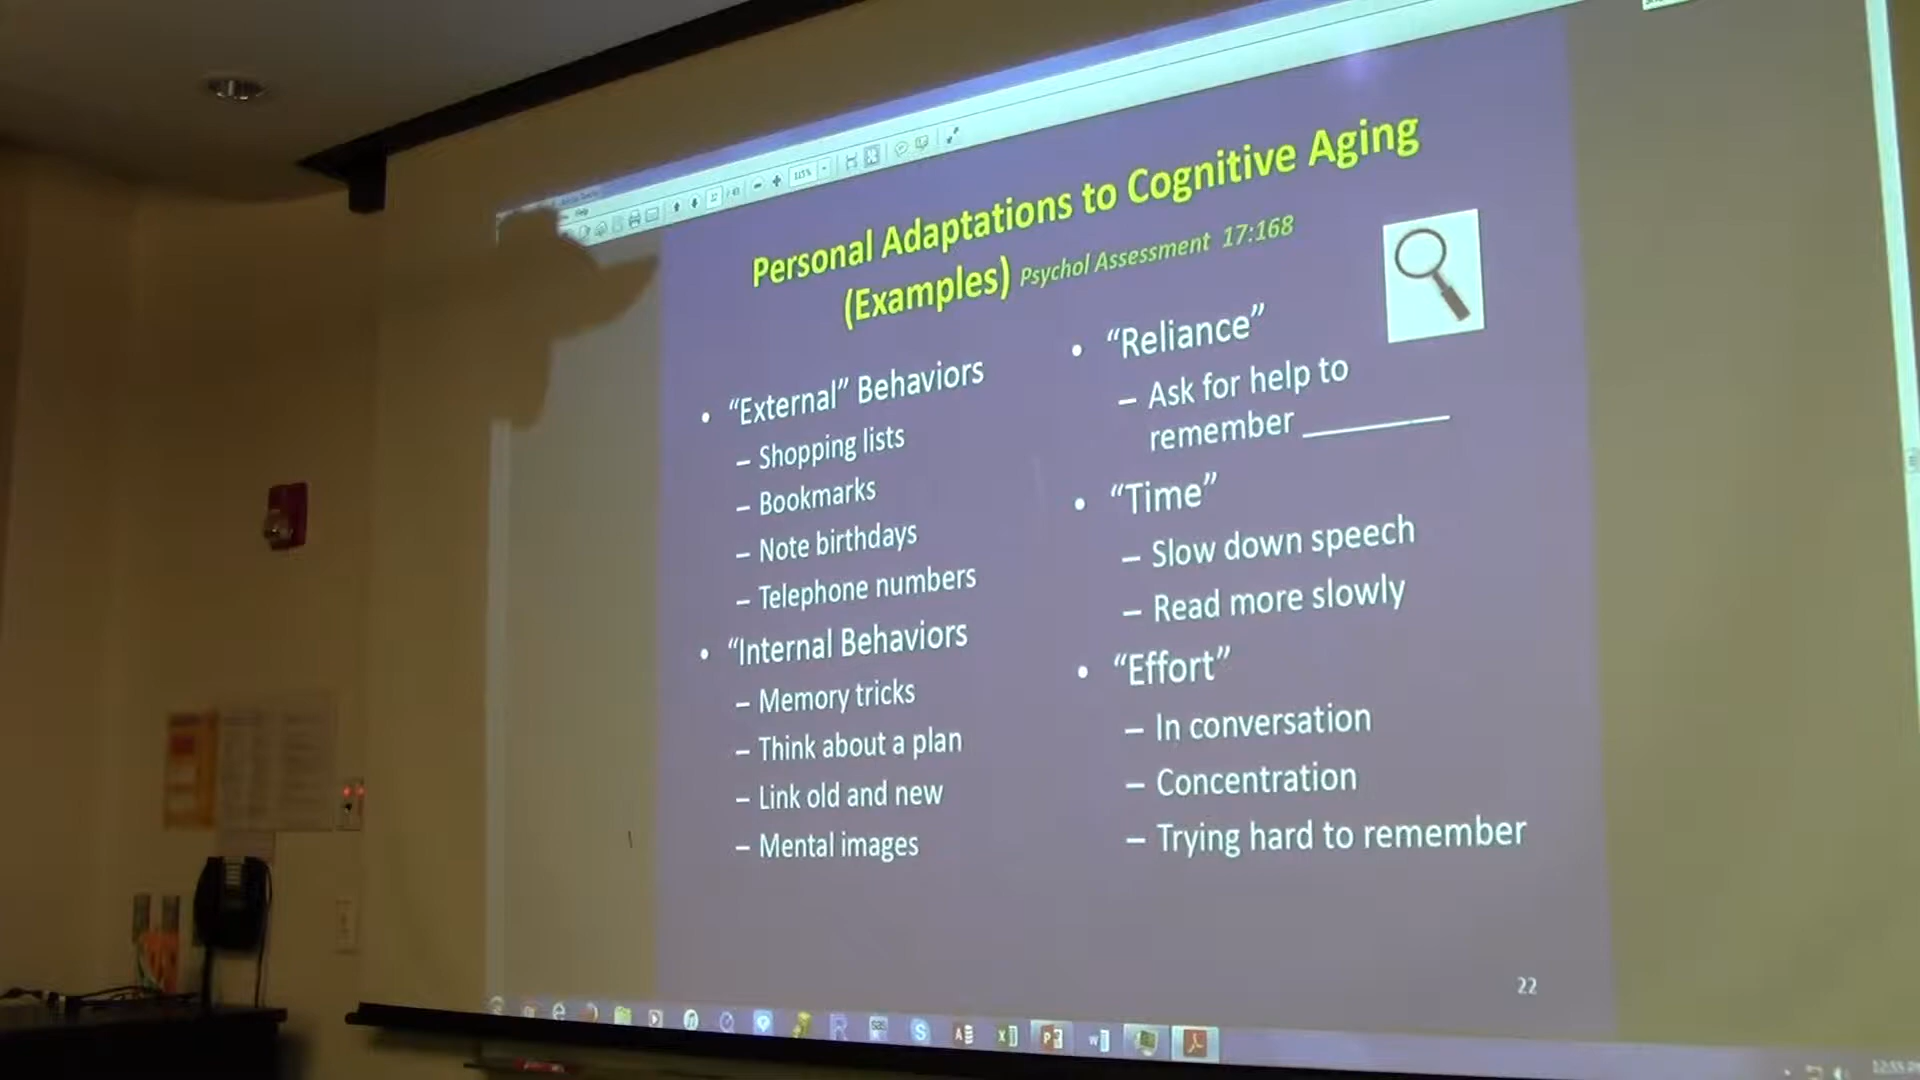 Help
115%
Personal Adaptations to Cognitive Aging
(Examples) Psychol Assessment 17:168
• “External” Behaviors
– Shopping lists
– Bookmarks
– Note birthdays
– Telephone numbers
• “Internal Behaviors
– Memory tricks
– Think about a plan
– Link old and new
– Mental images
• “Reliance”
– Ask for help to
remember ________
• “Time”
– Slow down speech
– Read more slowly
• “Effort”
– In conversation
– Concentration
– Trying hard to remember
22